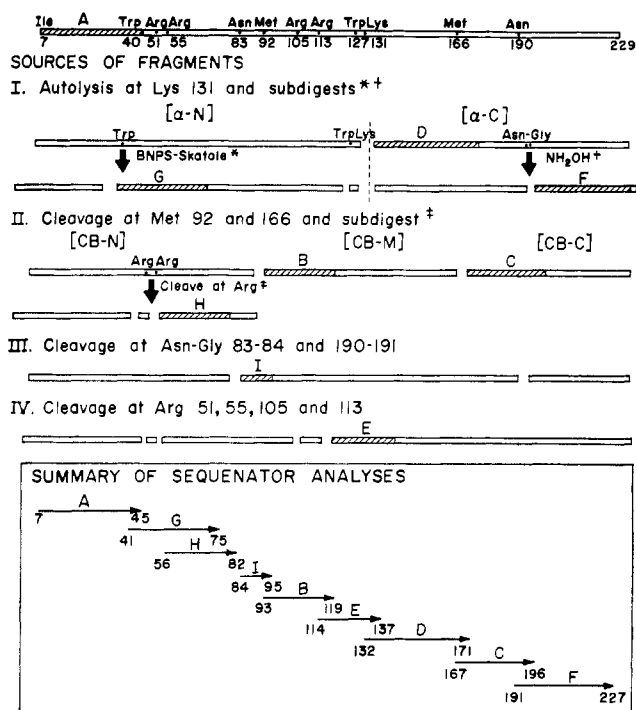 Ile A Trp Arg Arg Asn Met Arg Arg Trp Lys Met Asn
7 40 51 55 83 92 105 113 127 131 166 190 229
SOURCES OF FRAGMENTS
I. Autolysis at Lys 131 and subdigests *+
[α-N] [α-C]
Trp Trp Lys D Asn-Gly
BNPS-Skatole * NH₂OH +
G F
II. Cleavage at Met 92 and 166 and subdigest ‡
[CB-N] [CB-M] [CB-C]
Arg Arg B C
Cleave at Arg ‡
H
III. Cleavage at Asn-Gly 83-84 and 190-191
I
IV. Cleavage at Arg 51, 55, 105 and 113
E
SUMMARY OF SEQUENATOR ANALYSES
A
7 45 G
41 75
H
56 82
I
84 95 B
93 119 E
114 137 D
132 171 C
167 196 F
191 227